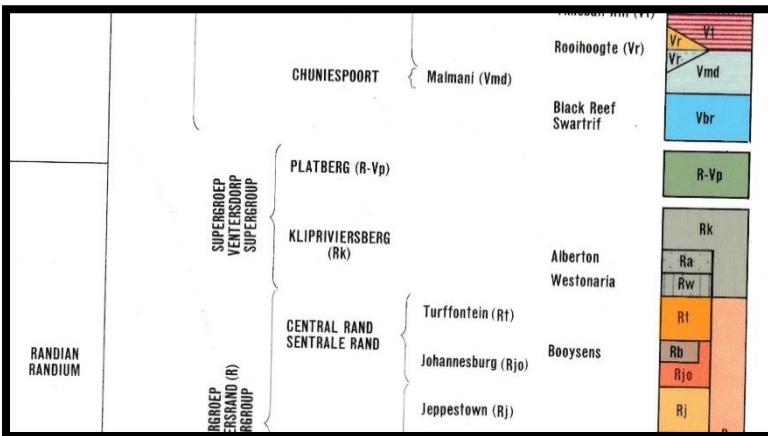 Rooihoogte (Vr)
CHUNIESPOORT
Malmani (Vmd)
Black Reef
Swartrif
SUPERGROEP
VENTERSDORP
SUPERGROUP
PLATBERG (R-Vp)
KLIPRIVIERSBERG
(Rk)
Alberton
Westonaria
RANDIAN
RANDIUM
CENTRAL RAND
SENTRALE RAND
Turffontein (Rt)
Johannesburg (Rjo)
Booysens
Jeppestown (Rj)
Vt
Vr
Vr
Vmd
Vbr
R-Vp
Rk
Ra
Rw
Rt
Rb
Rjo
Rj